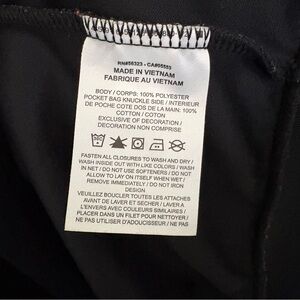 RN#56323 - CA#05553
MADE IN VIETNAM
FABRIQUÉ AU VIETNAM
BODY / CORPS: 100% POLYESTER
POCKET BAG KNUCKLE SIDE / INTERIEUR
DE POCHE COTE DOS DE LA MAIN: 100%
COTTON / COTON
EXCLUSIVE OF DECORATION /
DECORATION NON COMPRISE
FASTEN ALL CLOSURES TO WASH AND DRY /
WASH INSIDE OUT WITH LIKE COLORS / WASH
IN NET / DO NOT USE SOFTENERS / DO NOT
ALLOW TO LAY ON ITSELF WHEN WET /
REMOVE IMMEDIATELY / DO NOT IRON
DESIGN
VEUILLEZ BOUCLER TOUTES LES ATTACHES
AVANT DE LAVER ET SECHER / LAVER A
L'ENVERS AVEC COULEURS SIMILAIRES /
PLACER DANS UN FILET POUR NETTOYER /
NE PAS UTILISER D'ADOUCISSEUR / NE PAS